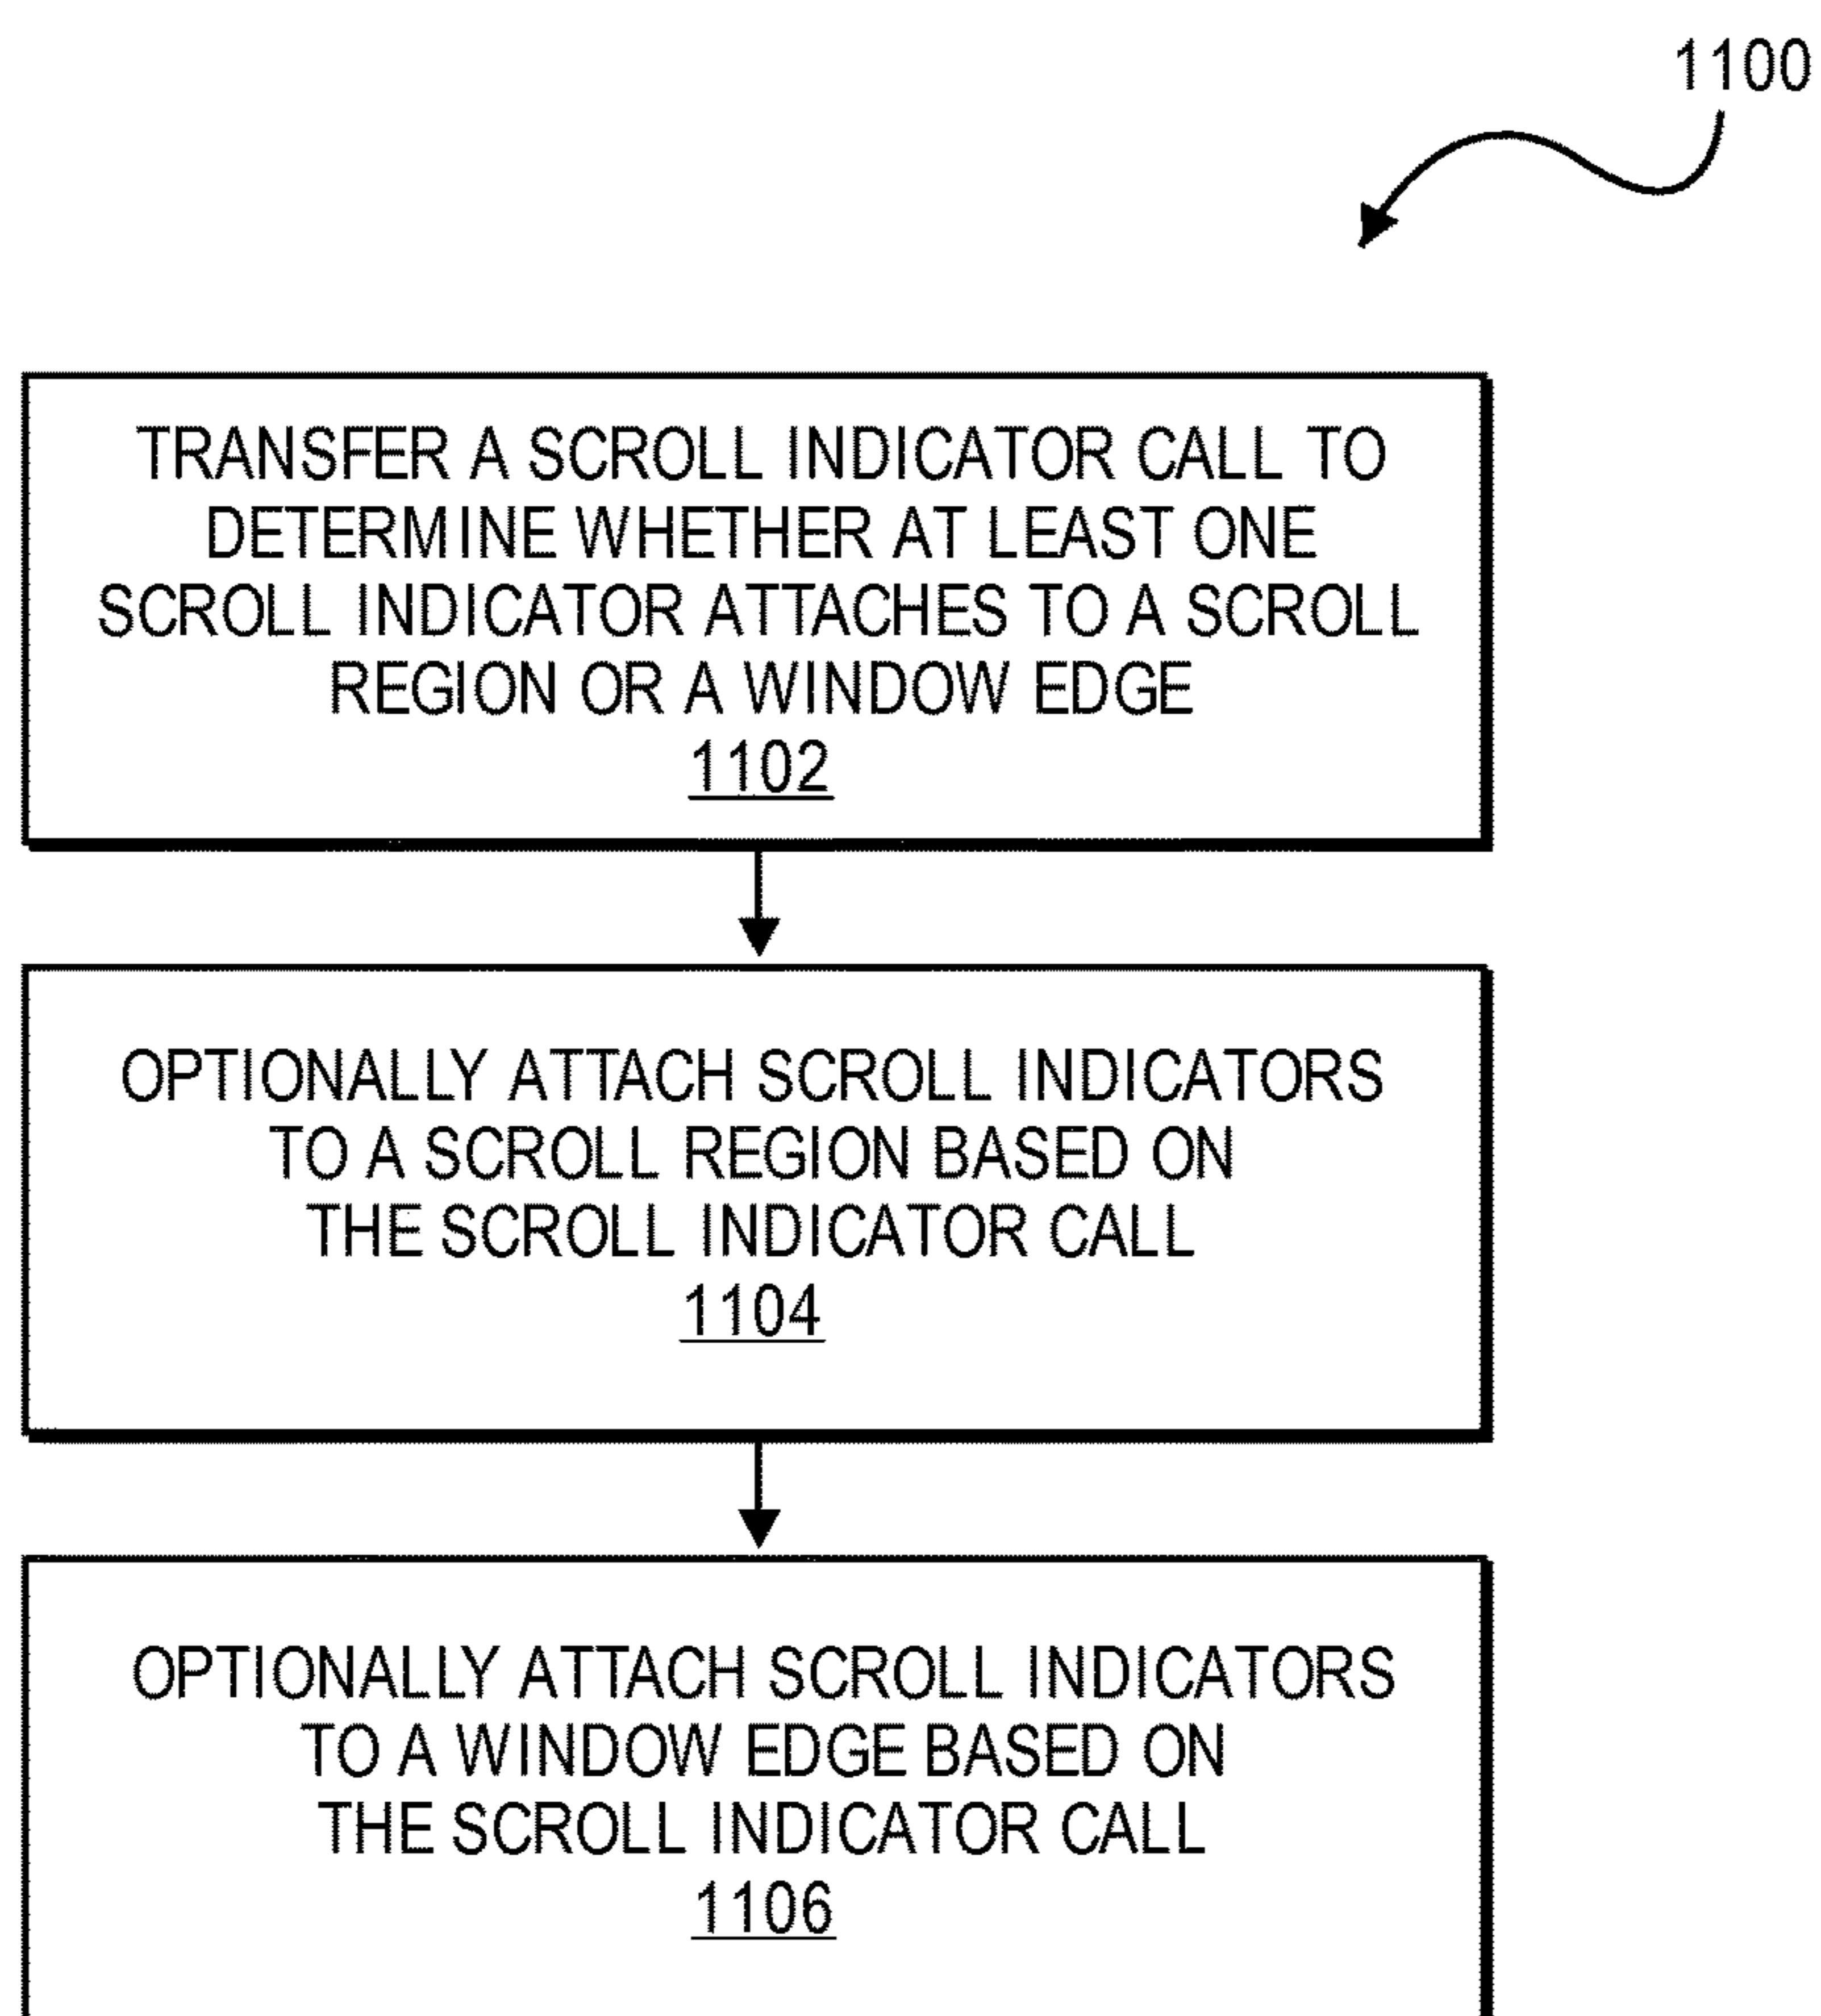 1100
TRANSFER A SCROLL INDICATOR CALL TO
DETERMINE WHETHER AT LEAST ONE
SCROLL INDICATOR ATTACHES TO A SCROLL
REGION OR A WINDOW EDGE
1102
OPTIONALLY ATTACH SCROLL INDICATORS
TO A SCROLL REGION BASED ON
THE SCROLL INDICATOR CALL
1104
OPTIONALLY ATTACH SCROLL INDICATORS
TO A WINDOW EDGE BASED ON
THE SCROLL INDICATOR CALL
1106